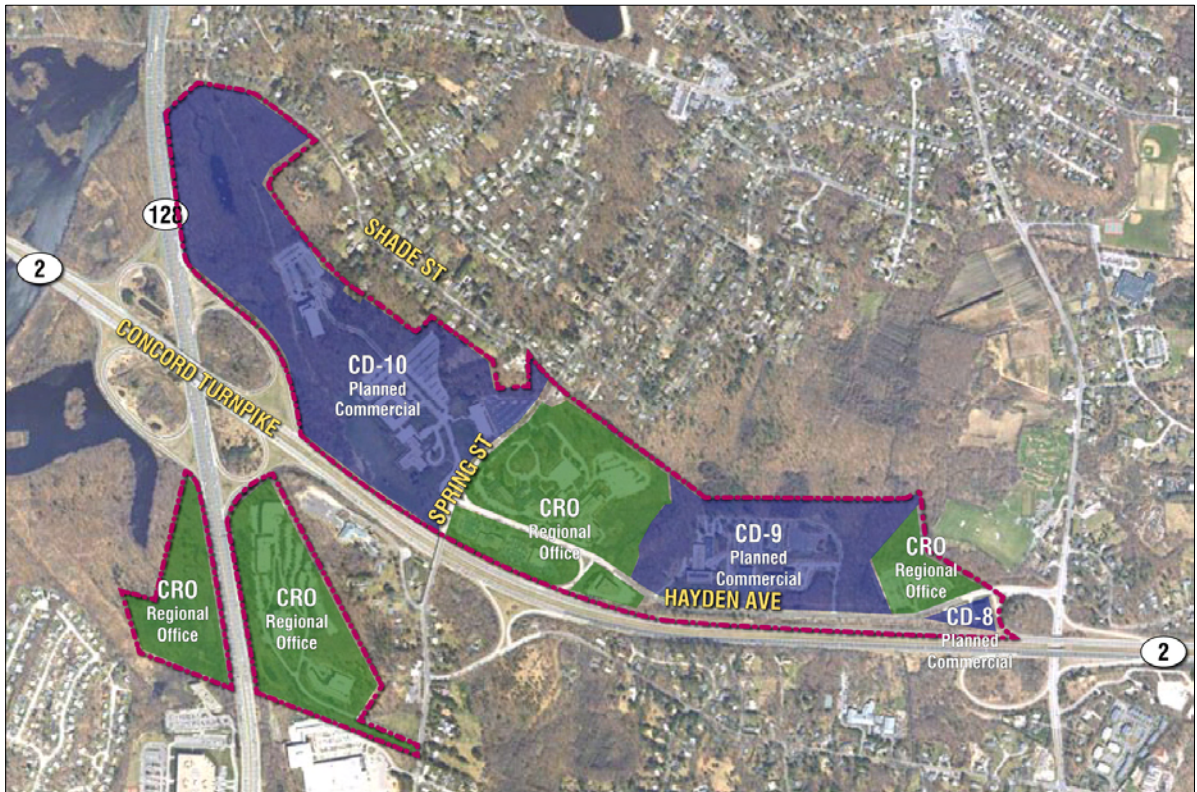 128
SHADE ST
2
CONCORD TURNPIKE
CD-10
Planned
Commercial
SPRING ST
CRO
Regional
Office
CD-9
Planned
Commercial
CRO
Regional
Office
HAYDEN AVE
CD-8
Planned
Commercial
CRO
Regional
Office
CRO
Regional
Office
2